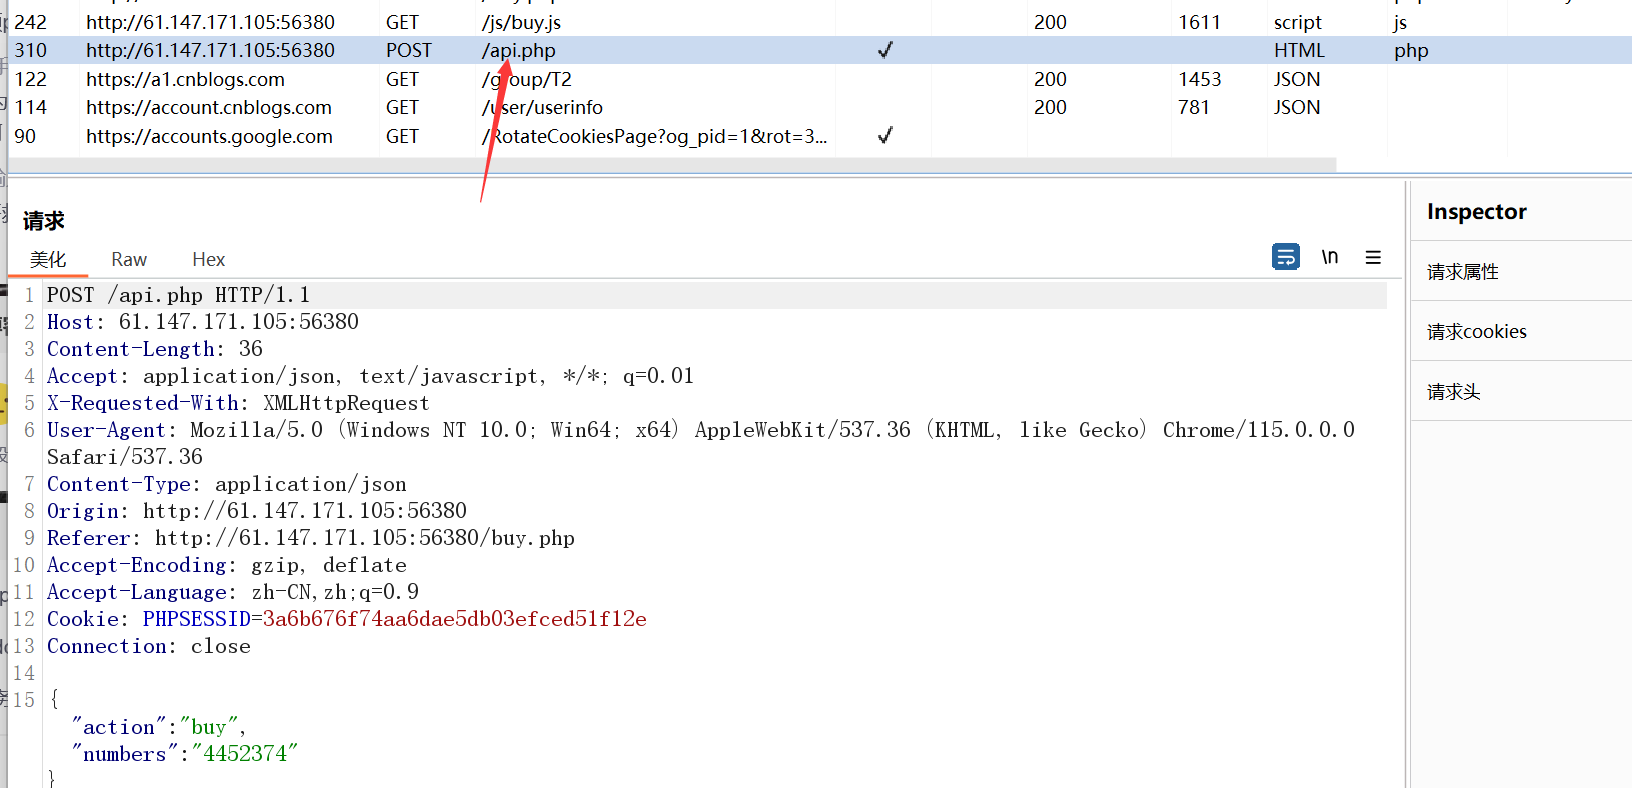 242 http://61.147.171.105:56380 GET /js/buy.js 200 1611 script js
310 http://61.147.171.105:56380 POST /api.php ✓ HTML php
122 https://a1.cnblogs.com GET /group/T2 200 1453 JSON
114 https://account.cnblogs.com GET /user/userinfo 200 781 JSON
90 https://accounts.google.com GET /RotateCookiesPage?og_pid=1&rot=3... ✓
请求
美化 Raw Hex
\n
1 POST /api.php HTTP/1.1
2 Host: 61.147.171.105:56380
3 Content-Length: 36
4 Accept: application/json, text/javascript, */*; q=0.01
5 X-Requested-With: XMLHttpRequest
6 User-Agent: Mozilla/5.0 (Windows NT 10.0; Win64; x64) AppleWebKit/537.36 (KHTML, like Gecko) Chrome/115.0.0.0
Safari/537.36
7 Content-Type: application/json
8 Origin: http://61.147.171.105:56380
9 Referer: http://61.147.171.105:56380/buy.php
10 Accept-Encoding: gzip, deflate
11 Accept-Language: zh-CN,zh;q=0.9
12 Cookie: PHPSESSID=3a6b676f74aa6dae5db03efced51f12e
13 Connection: close
14
15 {
"action":"buy",
"numbers":"4452374"
}
Inspector
请求属性
请求cookies
请求头